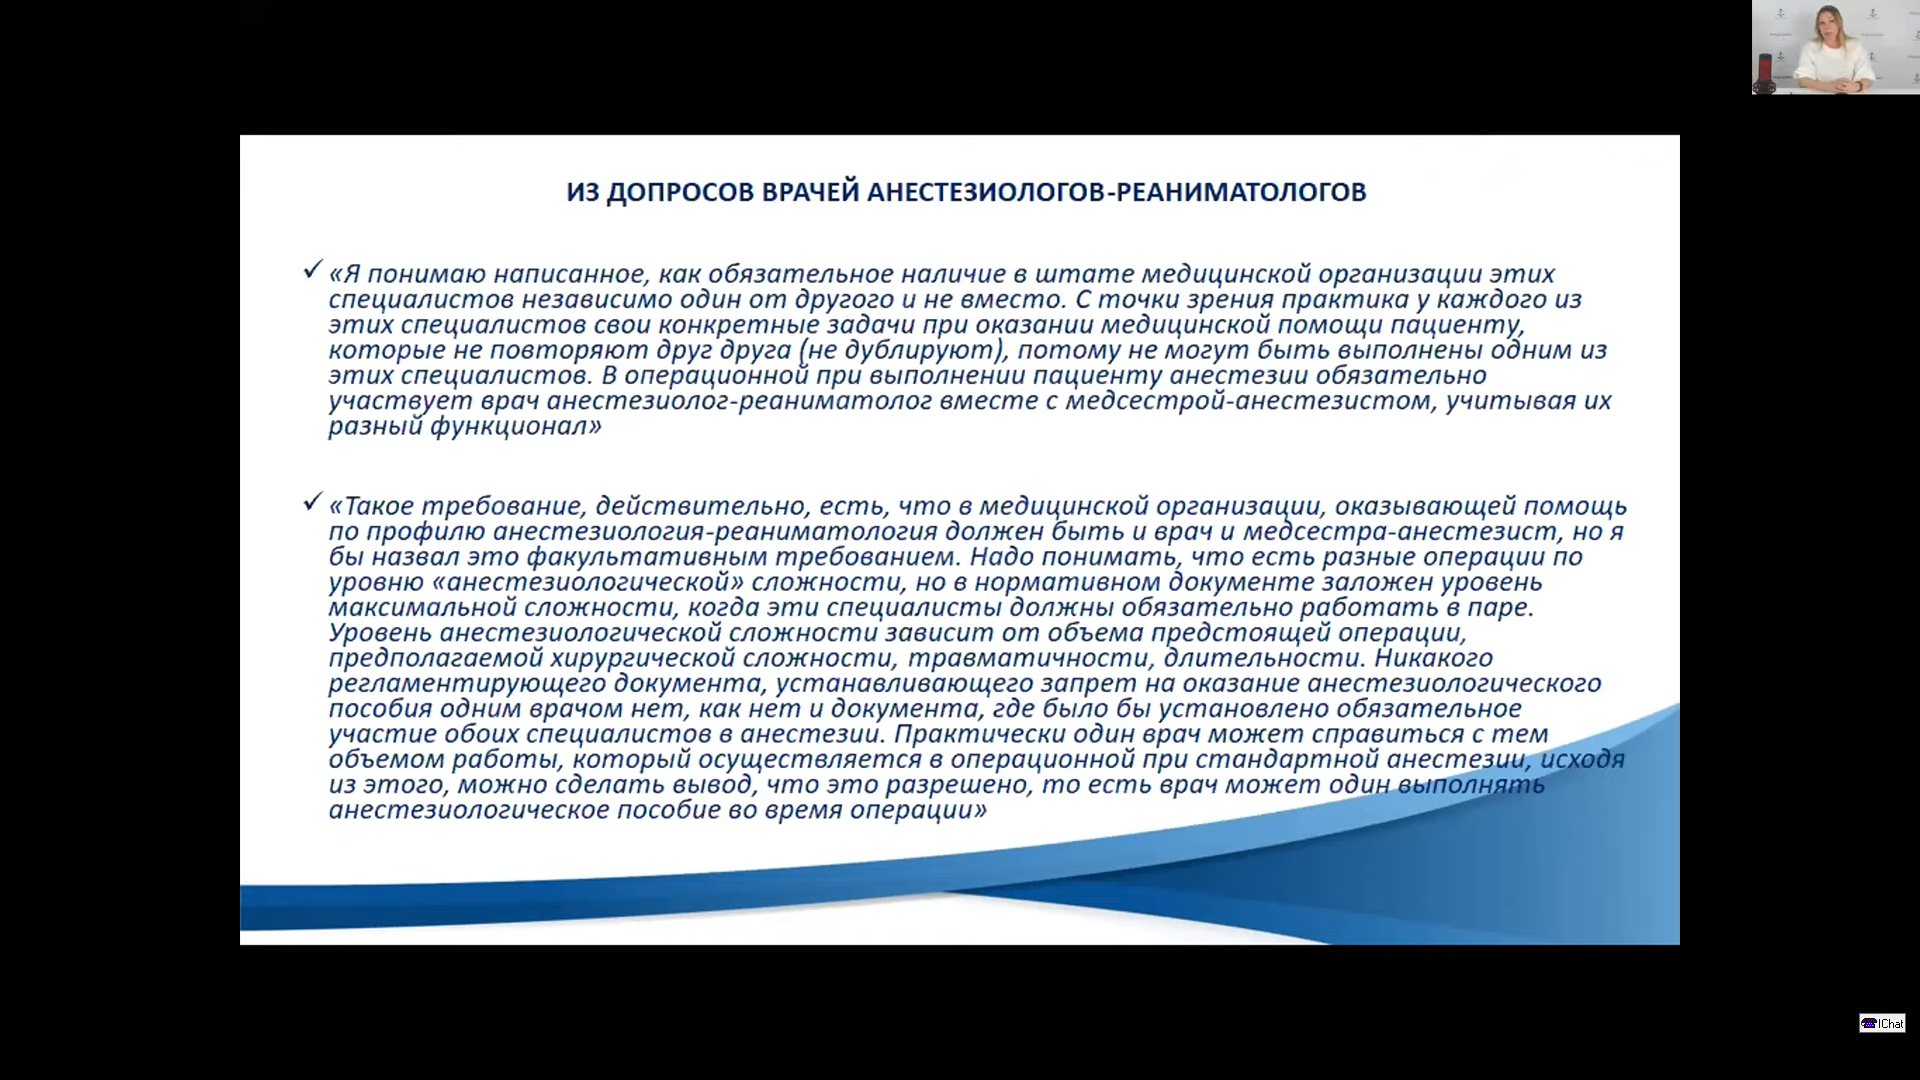 ИЗ ДОПРОСОВ ВРАЧЕЙ АНЕСТЕЗИОЛОГОВ-РЕАНИМАТОЛОГОВ
«Я понимаю написанное, как обязательное наличие в штате медицинской организации этих
специалистов независимо один от другого и не вместо. С точки зрения практика у каждого из
этих специалистов свои конкретные задачи при оказании медицинской помощи пациенту,
которые не повторяют друг друга (не дублируют), потому не могут быть выполнены одним из
этих специалистов. В операционной при выполнении пациенту анестезии обязательно
участвует врач анестезиолог-реаниматолог вместе с медсестрой-анестезистом, учитывая их
разный функционал»
«Такое требование, действительно, есть, что в медицинской организации, оказывающей помощь
по профилю анестезиология-реаниматология должен быть и врач и медсестра-анестезист, но я
бы назвал это факультативным требованием. Надо понимать, что есть разные операции по
уровню «анестезиологической» сложности, но в нормативном документе заложен уровень
максимальной сложности, когда эти специалисты должны обязательно работать в паре.
Уровень анестезиологической сложности зависит от объема предстоящей операции,
предполагаемой хирургической сложности, травматичности, длительности. Никакого
регламентирующего документа, устанавливающего запрет на оказание анестезиологического
пособия одним врачом нет, как нет и документа, где было бы установлено обязательное
участие обоих специалистов в анестезии. Практически один врач может справиться с тем
объемом работы, который осуществляется в операционной при стандартной анестезии, исходя
из этого, можно сделать вывод, что это разрешено, то есть врач может один выполнять
анестезиологическое пособие во время операции»
IChat